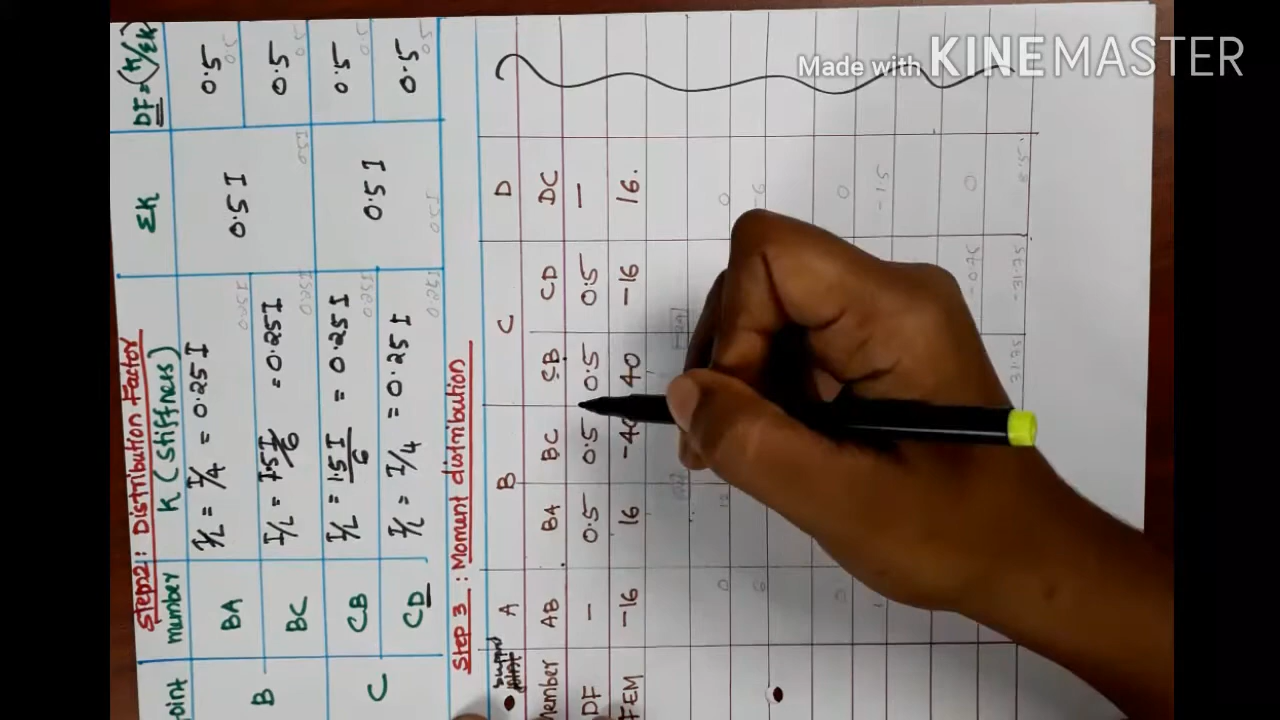 Made with KINEMASTER
Step2: Distribution Factor
oint member K (stiffness) ΣK DF=(K/ΣK)
B BA I/L = I/4 = 0.25 I 0.5 I 0.5
BC I/L = 1.5I/6 = 0.25I 0.5
C CB I/L = 1.5I/6 = 0.25 I 0.5 I 0.5
CD I/L = I/4 = 0.25 I 0.5
Step 3 : Moment distribution
A B C D
Member AB BA BC CB CD DC
DF - 0.5 0.5 0.5 0.5 —
FEM -16 16 -40 40 -16 16.